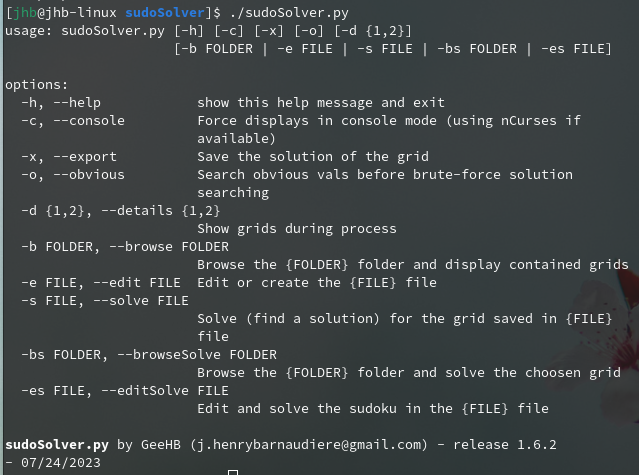 [jhb@jhb-linux sudoSolver]$ ./sudoSolver.py
usage: sudoSolver.py [-h] [-c] [-x] [-o] [-d {1,2}]
[-b FOLDER | -e FILE | -s FILE | -bs FOLDER | -es FILE]
options:
-h, --help show this help message and exit
-c, --console Force displays in console mode (using nCurses if
available)
-x, --export Save the solution of the grid
-o, --obvious Search obvious vals before brute-force solution
searching
-d {1,2}, --details {1,2}
Show grids during process
-b FOLDER, --browse FOLDER
Browse the {FOLDER} folder and display contained grids
-e FILE, --edit FILE Edit or create the {FILE} file
-s FILE, --solve FILE
Solve (find a solution) for the grid saved in {FILE}
file
-bs FOLDER, --browseSolve FOLDER
Browse the {FOLDER} folder and solve the choosen grid
-es FILE, --editSolve FILE
Edit and solve the sudoku in the {FILE} file
sudoSolver.py by GeeHB (j.henrybarnaudiere@gmail.com) - release 1.6.2
- 07/24/2023